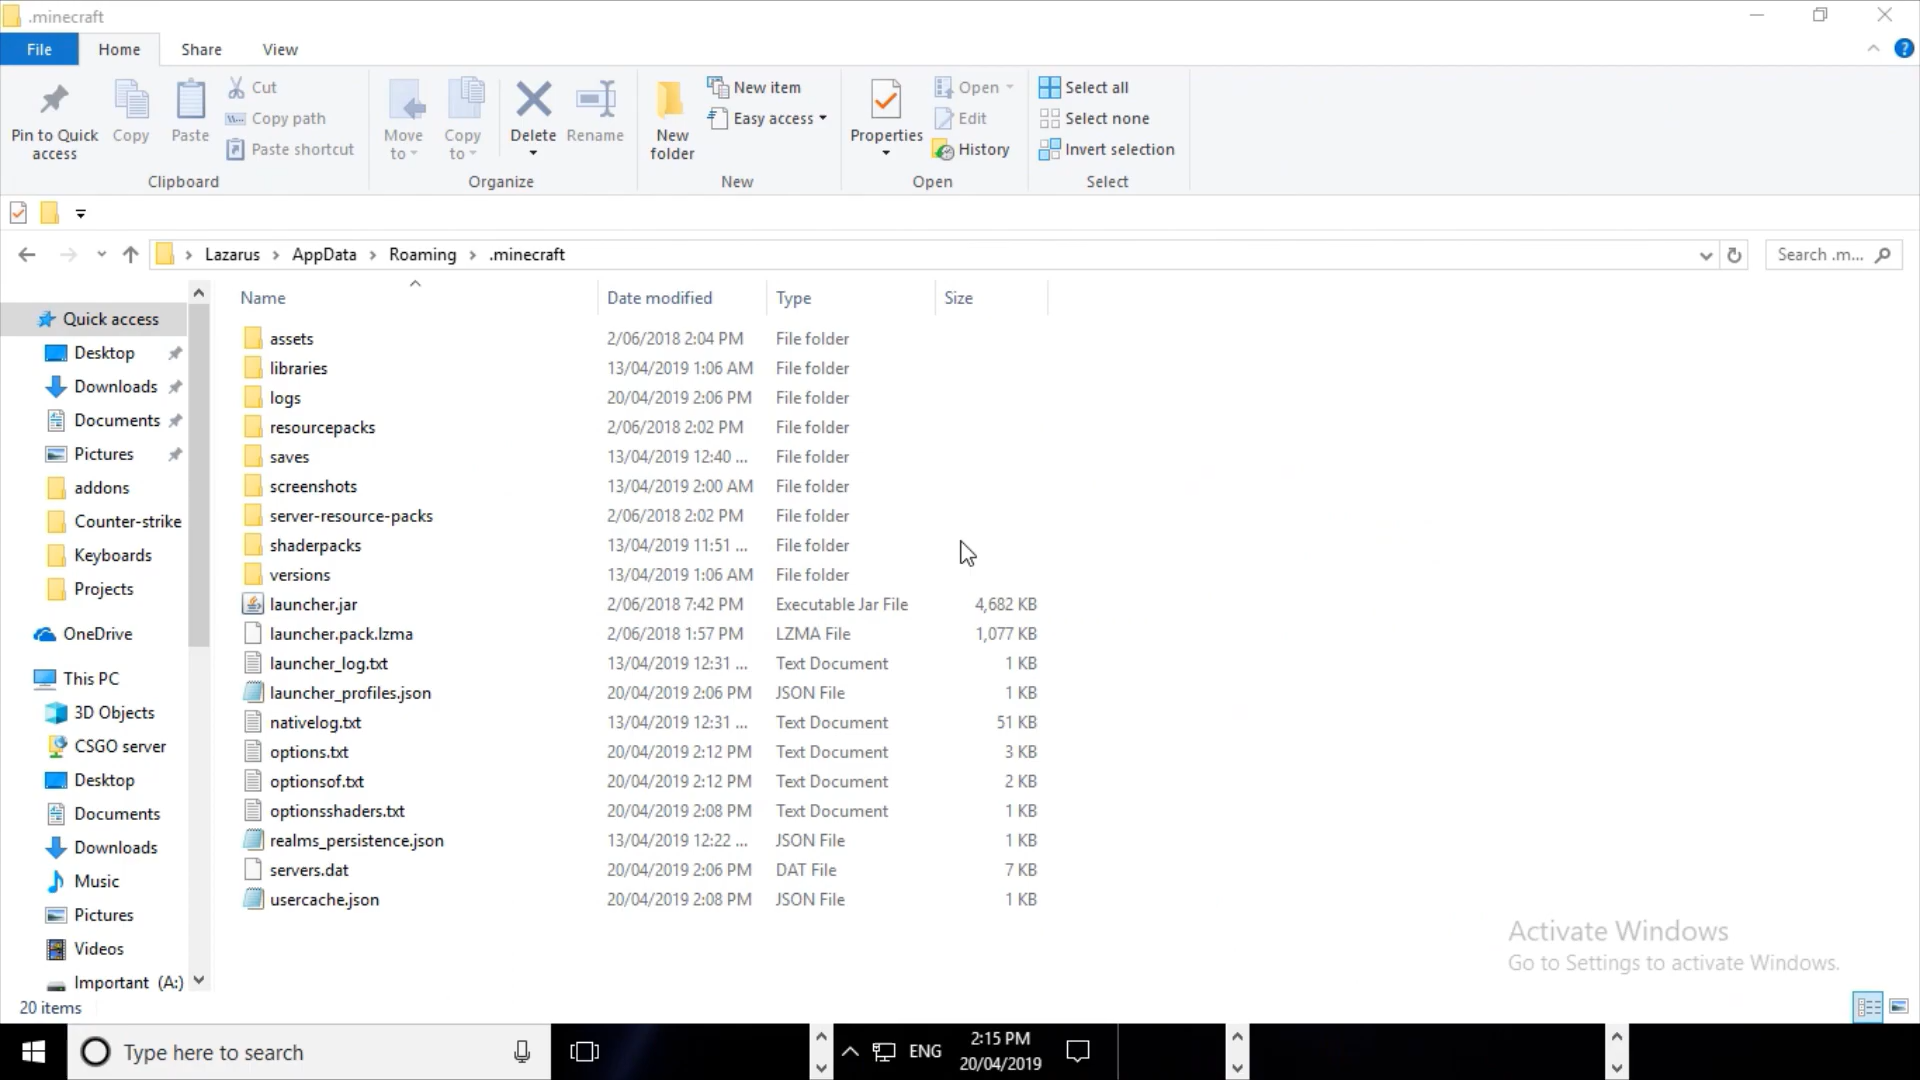 .minecraft
File Home Share View
Pin to Quick access
Copy
Paste
Cut
Copy path
Paste shortcut
Move to
Copy to
Delete
Rename
New folder
New item
Easy access
Properties
Open
Edit
History
Select all
Select none
Invert selection
Clipboard Organize New Open Select
Lazarus AppData Roaming .minecraft
Search .m...
Name Date modified Type Size
Quick access
Desktop
Downloads
Documents
Pictures
addons
Counter-strike
Keyboards
Projects
OneDrive
This PC
3D Objects
CSGO server
Desktop
Documents
Downloads
Music
Pictures
Videos
Important (A:)
assets 2/06/2018 2:04 PM File folder
libraries 13/04/2019 1:06 AM File folder
logs 20/04/2019 2:06 PM File folder
resourcepacks 2/06/2018 2:02 PM File folder
saves 13/04/2019 12:40 ... File folder
screenshots 13/04/2019 2:00 AM File folder
server-resource-packs 2/06/2018 2:02 PM File folder
shaderpacks 13/04/2019 11:51 ... File folder
versions 13/04/2019 1:06 AM File folder
launcher.jar 2/06/2018 7:42 PM Executable Jar File 4,682 KB
launcher.pack.lzma 2/06/2018 1:57 PM LZMA File 1,077 KB
launcher_log.txt 13/04/2019 12:31 ... Text Document 1 KB
launcher_profiles.json 20/04/2019 2:06 PM JSON File 1 KB
nativelog.txt 13/04/2019 12:31 ... Text Document 51 KB
options.txt 20/04/2019 2:12 PM Text Document 3 KB
optionsof.txt 20/04/2019 2:12 PM Text Document 2 KB
optionsshaders.txt 20/04/2019 2:08 PM Text Document 1 KB
realms_persistence.json 13/04/2019 12:22 ... JSON File 1 KB
servers.dat 20/04/2019 2:06 PM DAT File 7 KB
usercache.json 20/04/2019 2:08 PM JSON File 1 KB
Activate Windows
Go to Settings to activate Windows.
20 items
Type here to search
ENG
2:15 PM
20/04/2019